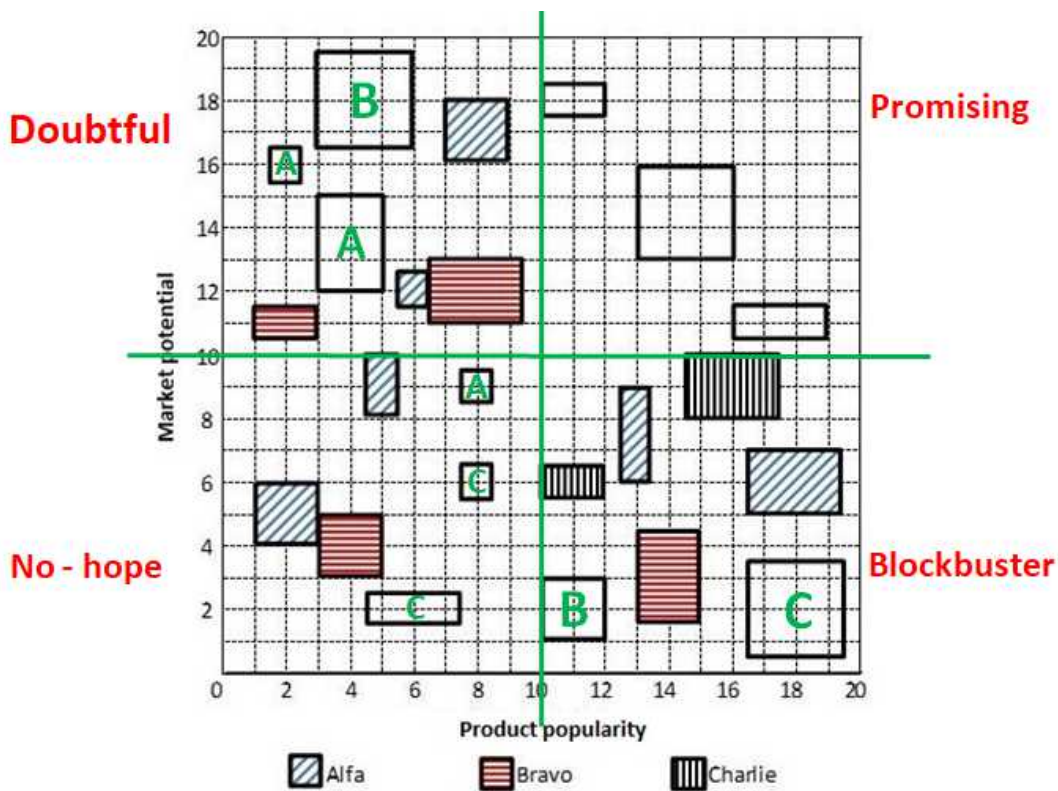 20
18
16
14
12
10
8
6
4
2
Market potential
Doubtful
Promising
No - hope
Blockbuster
B
A
A
A
C
C
B
C
0 2 4 6 8 10 12 14 16 18 20
Product popularity
Alfa Bravo Charlie